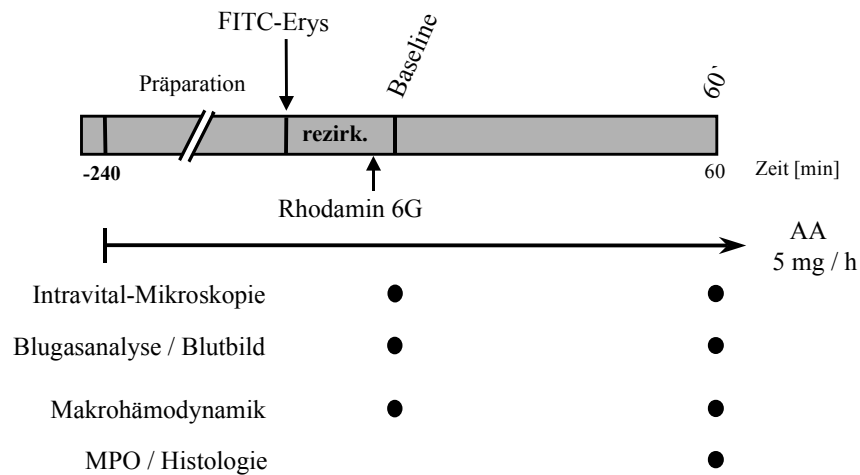 FITC-Erys
Baseline
60`
Präparation
rezirk.
-240
60
Zeit [min]
Rhodamin 6G
AA
5 mg / h
Intravital-Mikroskopie
Blugasanalyse / Blutbild
Makrohämodynamik
MPO / Histologie